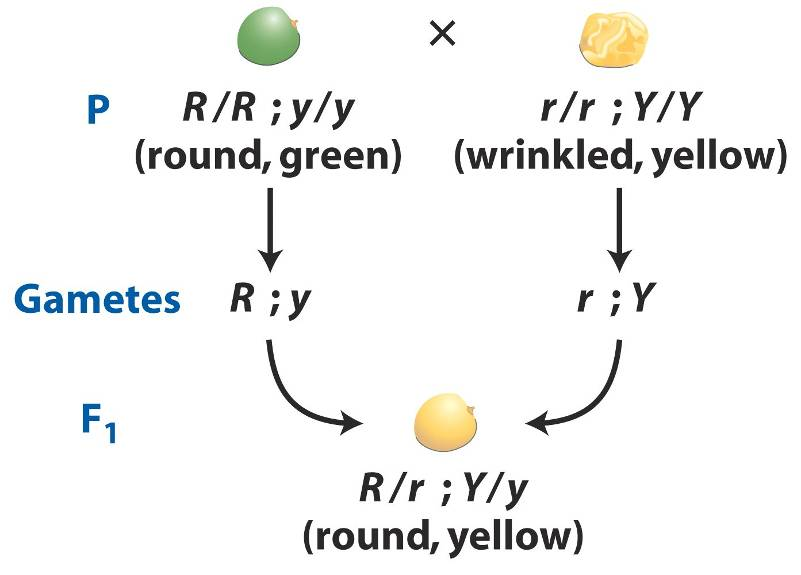 ×
P R/R ; y/y r/r ; Y/Y
(round, green) (wrinkled, yellow)
Gametes R ; y r ; Y
F1
R/r ; Y/y
(round, yellow)